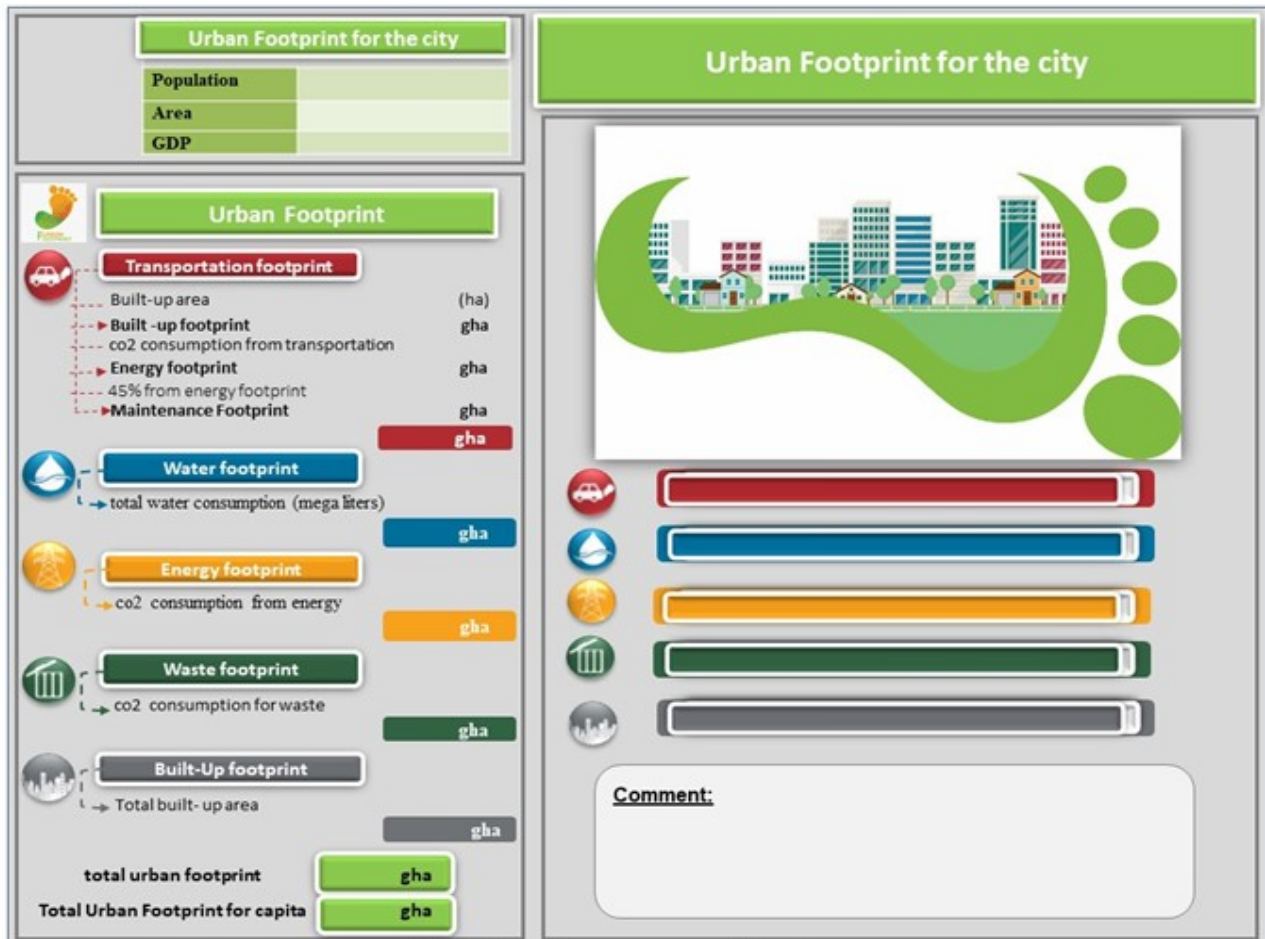 Urban Footprint for the city
Population
Area
GDP
Urban Footprint
Transportation footprint
Built-up area (ha)
Built -up footprint gha
co2 consumption from transportation
Energy footprint gha
45% from energy footprint
Maintenance Footprint gha
gha
Water footprint
total water consumption (mega liters)
gha
Energy footprint
co2 consumption from energy
gha
Waste footprint
co2 consumption for waste
gha
Built-Up footprint
Total built- up area
gha
total urban footprint gha
Total Urban Footprint for capita gha
Urban Footprint for the city
Comment: